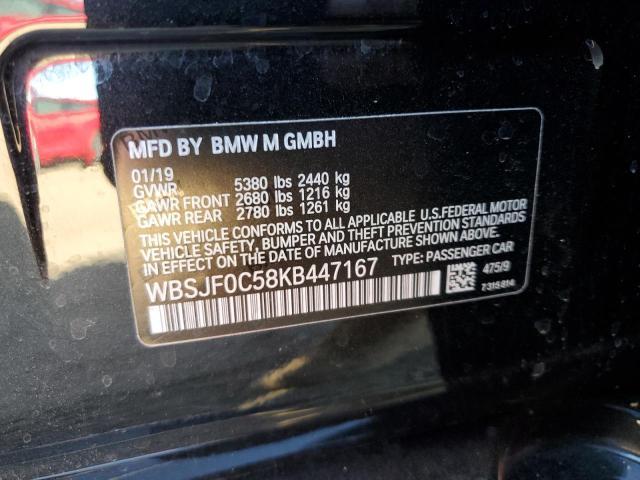 MFD BY BMW M GMBH
01/19
GVWR 5380 lbs 2440 kg
GAWR FRONT 2680 lbs 1216 kg
GAWR REAR 2780 lbs 1261 kg
THIS VEHICLE CONFORMS TO ALL APPLICABLE U.S.FEDERAL MOTOR
VEHICLE SAFETY, BUMPER AND THEFT PREVENTION STANDARDS
IN EFFECT ON THE DATE OF MANUFACTURE SHOWN ABOVE.
WBSJF0C58KB447167 TYPE: PASSENGER CAR
475/9
7315814